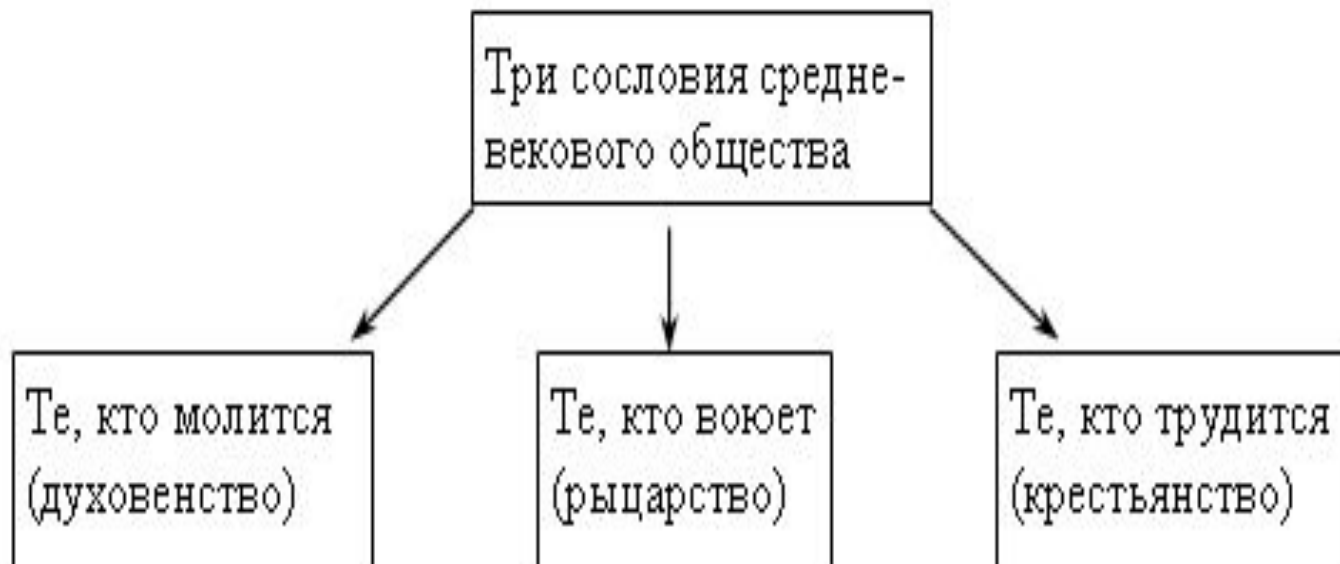 Три сословия средне-
векового общества
Те, кто молится
(духовенство)
Те, кто воюет
(рыцарство)
Те, кто трудится
(крестьянство)